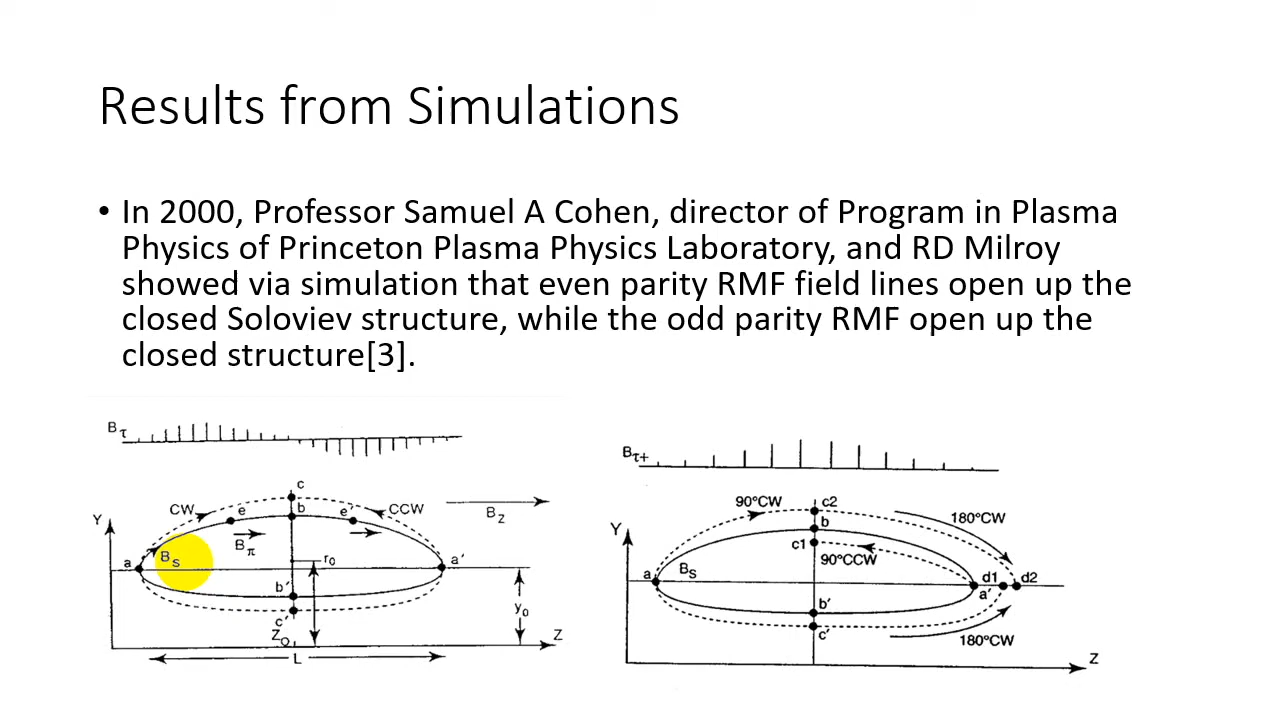 Results from Simulations
• In 2000, Professor Samuel A Cohen, director of Program in Plasma
Physics of Princeton Plasma Physics Laboratory, and RD Milroy
showed via simulation that even parity RMF field lines open up the
closed Soloviev structure, while the odd parity RMF open up the
closed structure[3].
Bτ
c
CW
e
b
e'
CCW
Bz
Y
Bπ
a
Bs
r₀
a'
b'
y₀
c'
Z₀
Z
L
Bτ+
90°CW
c2
180°CW
b
Y
c1
90°CCW
a
Bs
d1
d2
a'
b'
c'
180°CW
Z